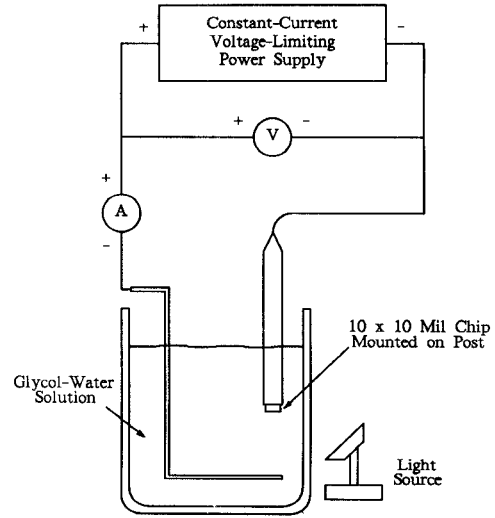 Constant-Current
Voltage-Limiting
Power Supply
+
-
+
V
-
+
A
-
10 x 10 Mil Chip
Mounted on Post
Glycol-Water
Solution
Light
Source